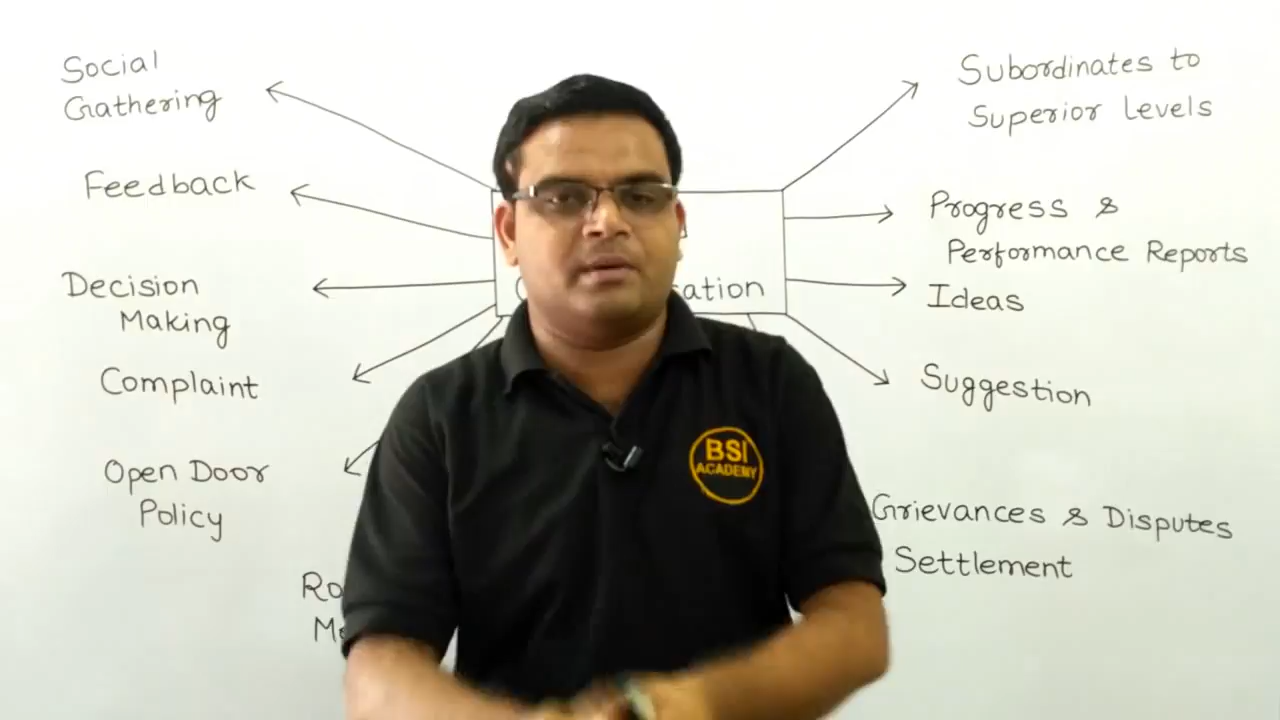 Social
Gathering
Feedback
Decision
Making
Complaint
Open Door
Policy
Subordinates to
Superior levels
Progress &
Performance Reports
Ideas
Suggestion
Grievances & Disputes
Settlement
BSI
ACADEMY